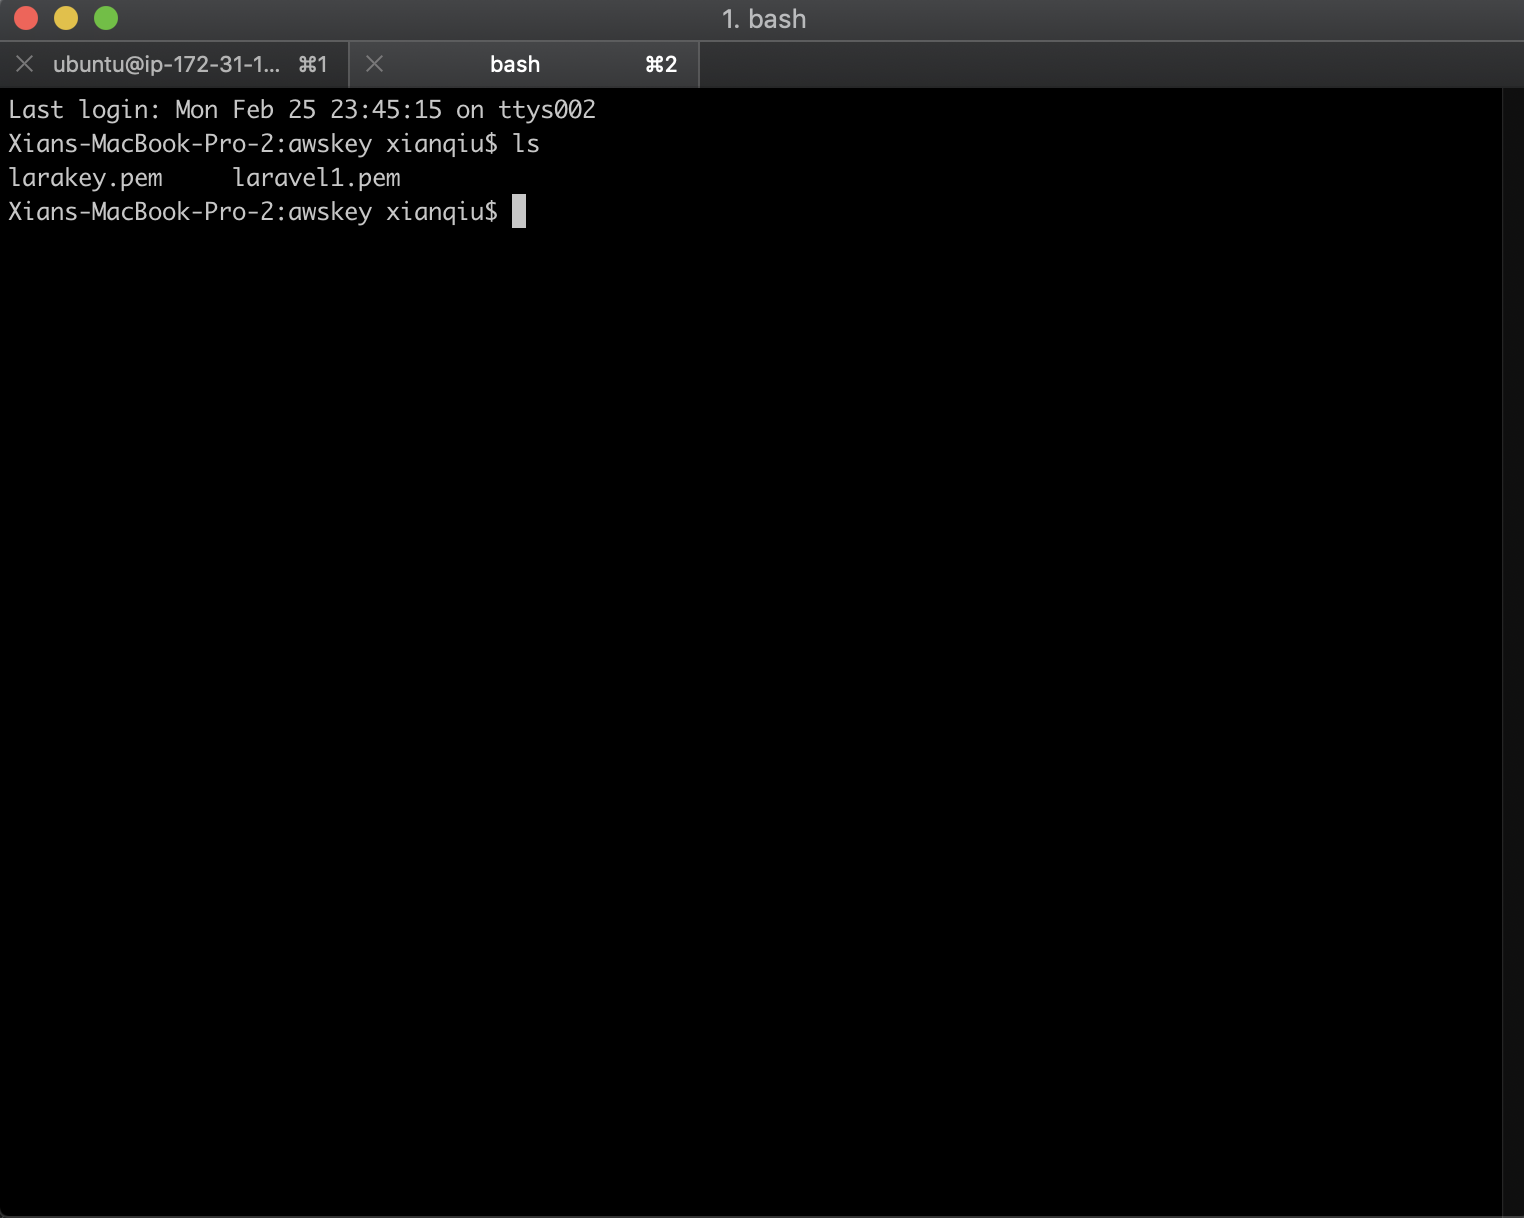 1. bash
ubuntu@ip-172-31-1... ⌘1 bash ⌘2
Last login: Mon Feb 25 23:45:15 on ttys002
Xians-MacBook-Pro-2:awskey xianqiu$ ls
larakey.pem     laravel1.pem
Xians-MacBook-Pro-2:awskey xianqiu$